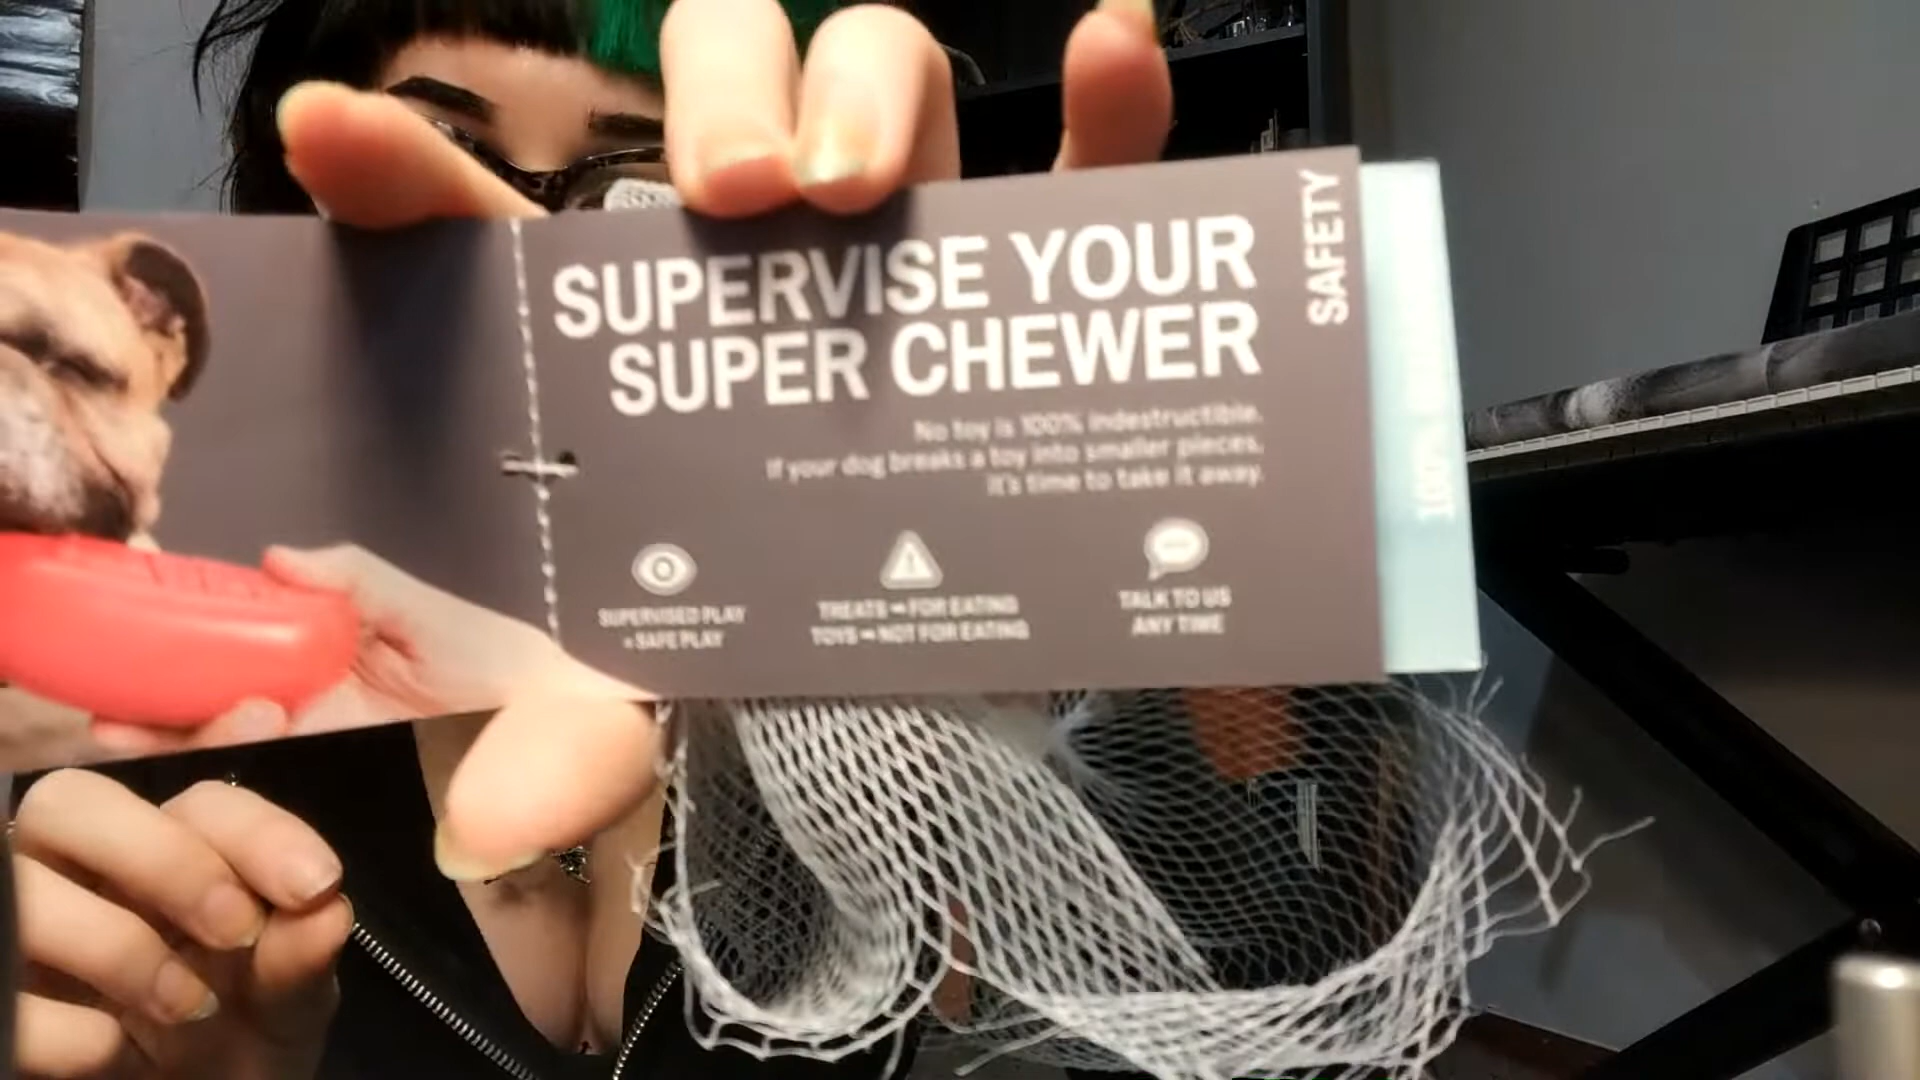 SUPERVISE YOUR
SUPER CHEWER
No toy is 100% indestructible.
If your dog breaks a toy into smaller pieces,
it's time to take it away.
SUPERVISED PLAY
= SAFE PLAY
TREATS = FOR EATING
TOYS = NOT FOR EATING
TALK TO US
ANY TIME
SAFETY
100%